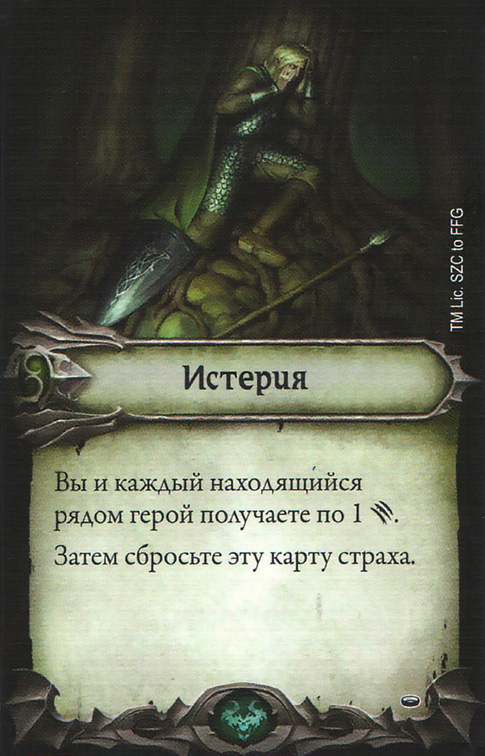 TM Lic. SZC to FFG
Истерия
Вы и каждый находящийся
рядом герой получаете по 1.
Затем сбросьте эту карту страха.